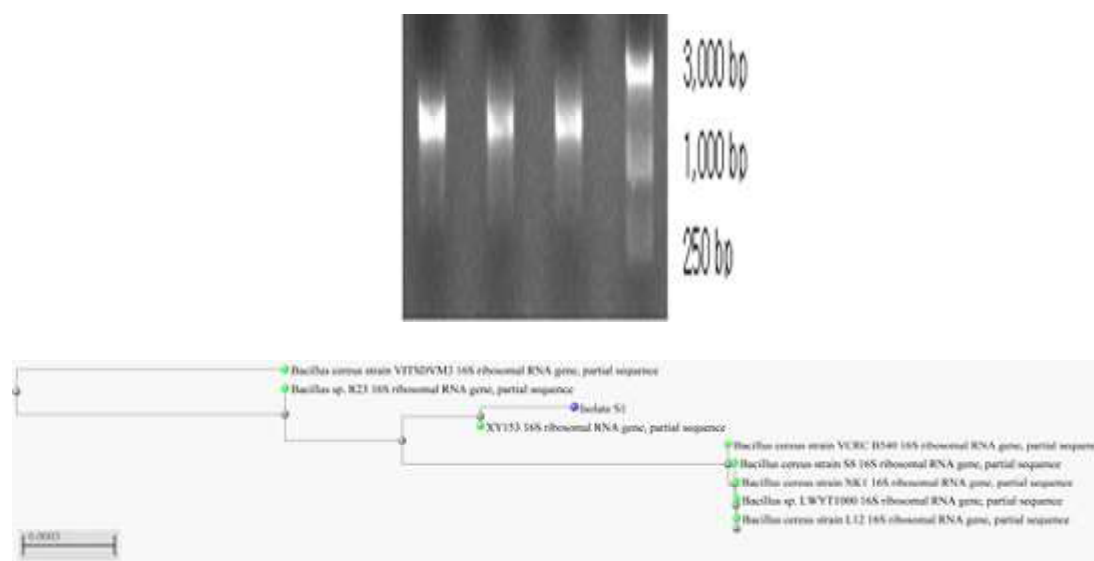 3,000 bp
1,000 bp
250 bp
Bacillus cereus strain VITSDVM3 16S ribosomal RNA gene, partial sequence
Bacillus sp. R23 16S ribosomal RNA gene, partial sequence
Isolate S1
XY153 16S ribosomal RNA gene, partial sequence
Bacillus cereus strain VCRC B540 16S ribosomal RNA gene, partial sequence
Bacillus cereus strain S8 16S ribosomal RNA gene, partial sequence
Bacillus cereus strain NK1 16S ribosomal RNA gene, partial sequence
Bacillus sp. LWYT1000 16S ribosomal RNA gene, partial sequence
Bacillus cereus strain L12 16S ribosomal RNA gene, partial sequence
0.0003